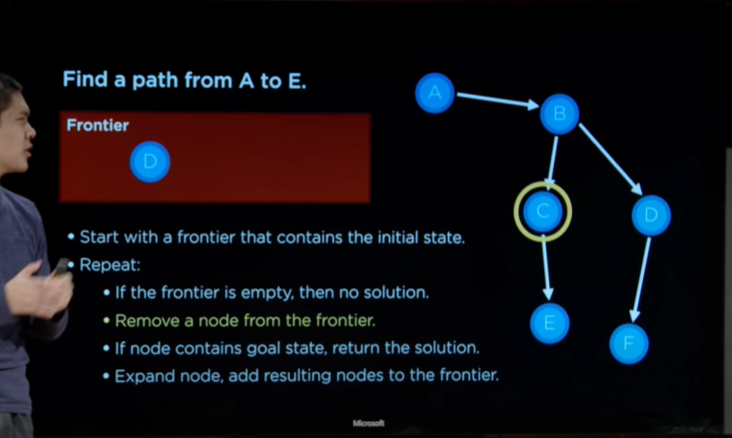 Find a path from A to E.
Frontier
D
A
B
C
D
E
F
• Start with a frontier that contains the initial state.
• Repeat:
• If the frontier is empty, then no solution.
• Remove a node from the frontier.
• If node contains goal state, return the solution.
• Expand node, add resulting nodes to the frontier.
Microsoft